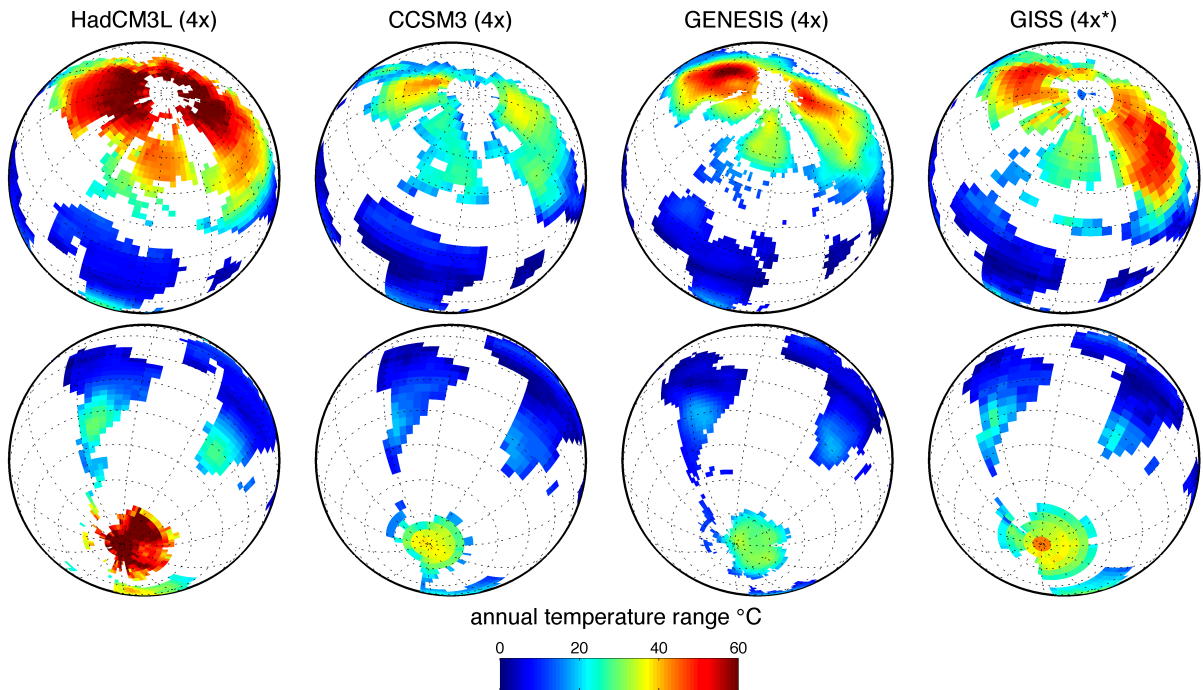 HadCM3L (4x) CCSM3 (4x) GENESIS (4x) GISS (4x*)
annual temperature range °C
0 20 40 60